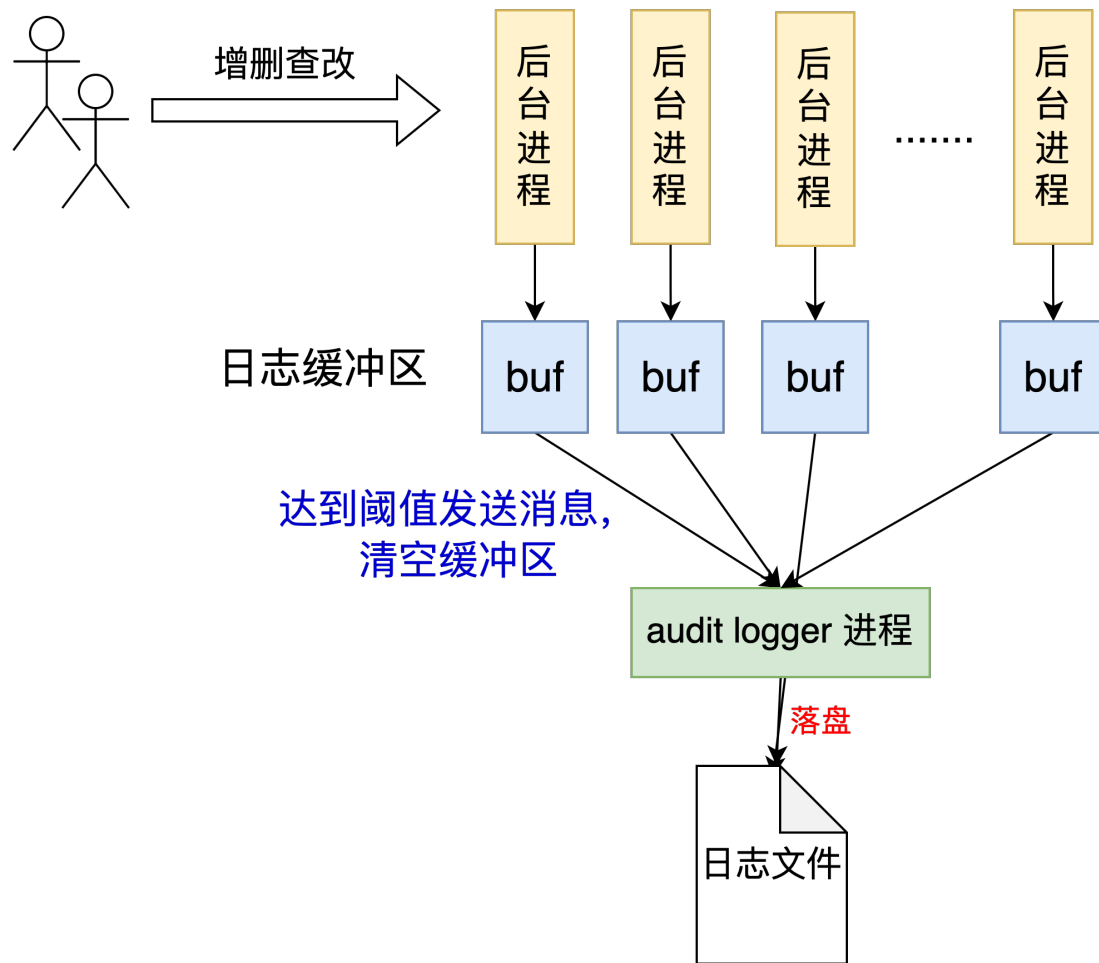 增删查改
后台进程
后台进程
后台进程
.......
后台进程
日志缓冲区
buf
buf
buf
buf
达到阈值发送消息，
清空缓冲区
audit logger 进程
落盘
日志文件